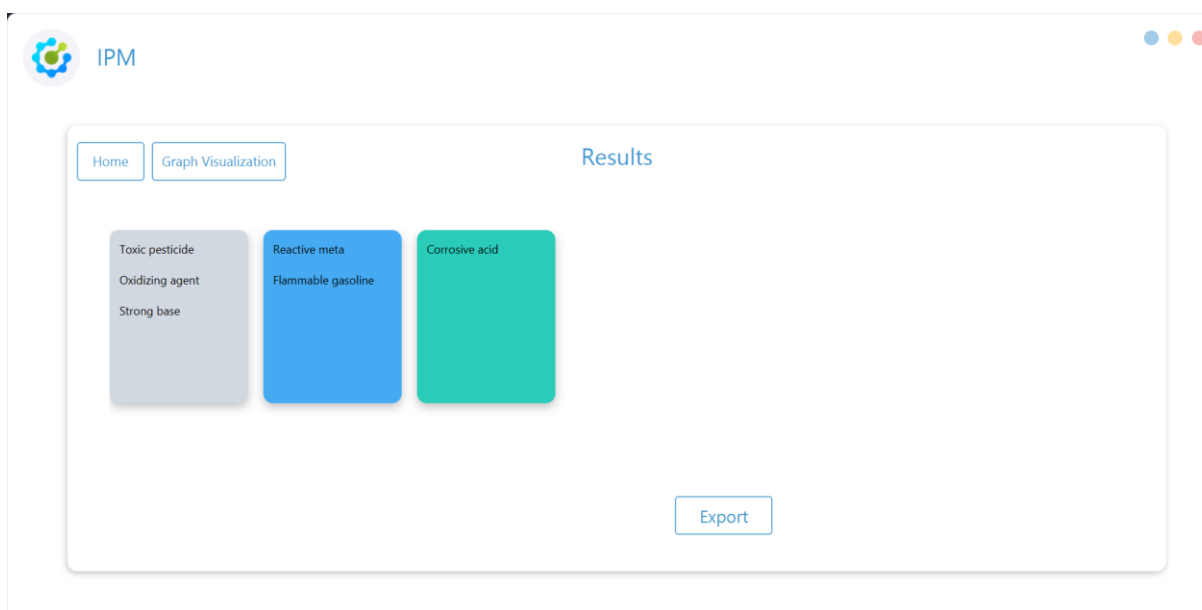 IPM
Home
Graph Visualization
Results
Toxic pesticide
Oxidizing agent
Strong base
Reactive meta
Flammable gasoline
Corrosive acid
Export